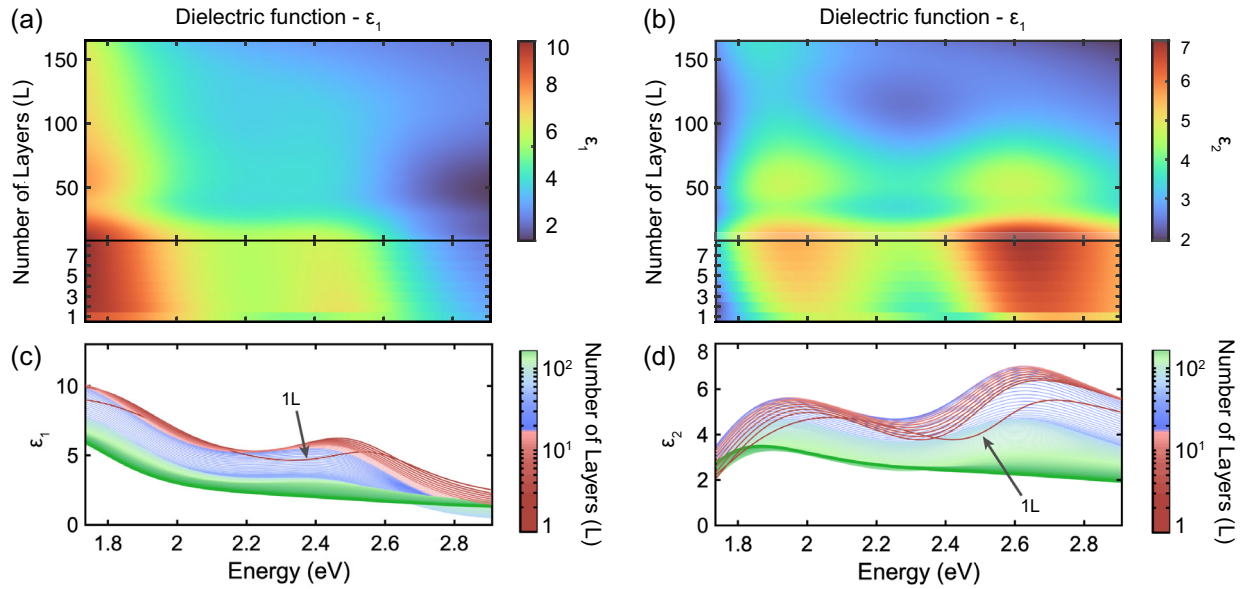 (a)
Dielectric function - ε₁
Number of Layers (L)
150
100
50
7
5
3
1
10
8
6
4
2
ε₁
(b)
Dielectric function - ε₁
Number of Layers (L)
150
100
50
7
5
3
1
7
6
5
4
3
2
ε₂
(c)
ε₁
10
5
0
1L
1.8
2
2.2
2.4
2.6
2.8
Energy (eV)
10²
10¹
1
Number of Layers (L)
(d)
ε₂
8
6
4
2
0
1L
1.8
2
2.2
2.4
2.6
2.8
Energy (eV)
10²
10¹
1
Number of Layers (L)